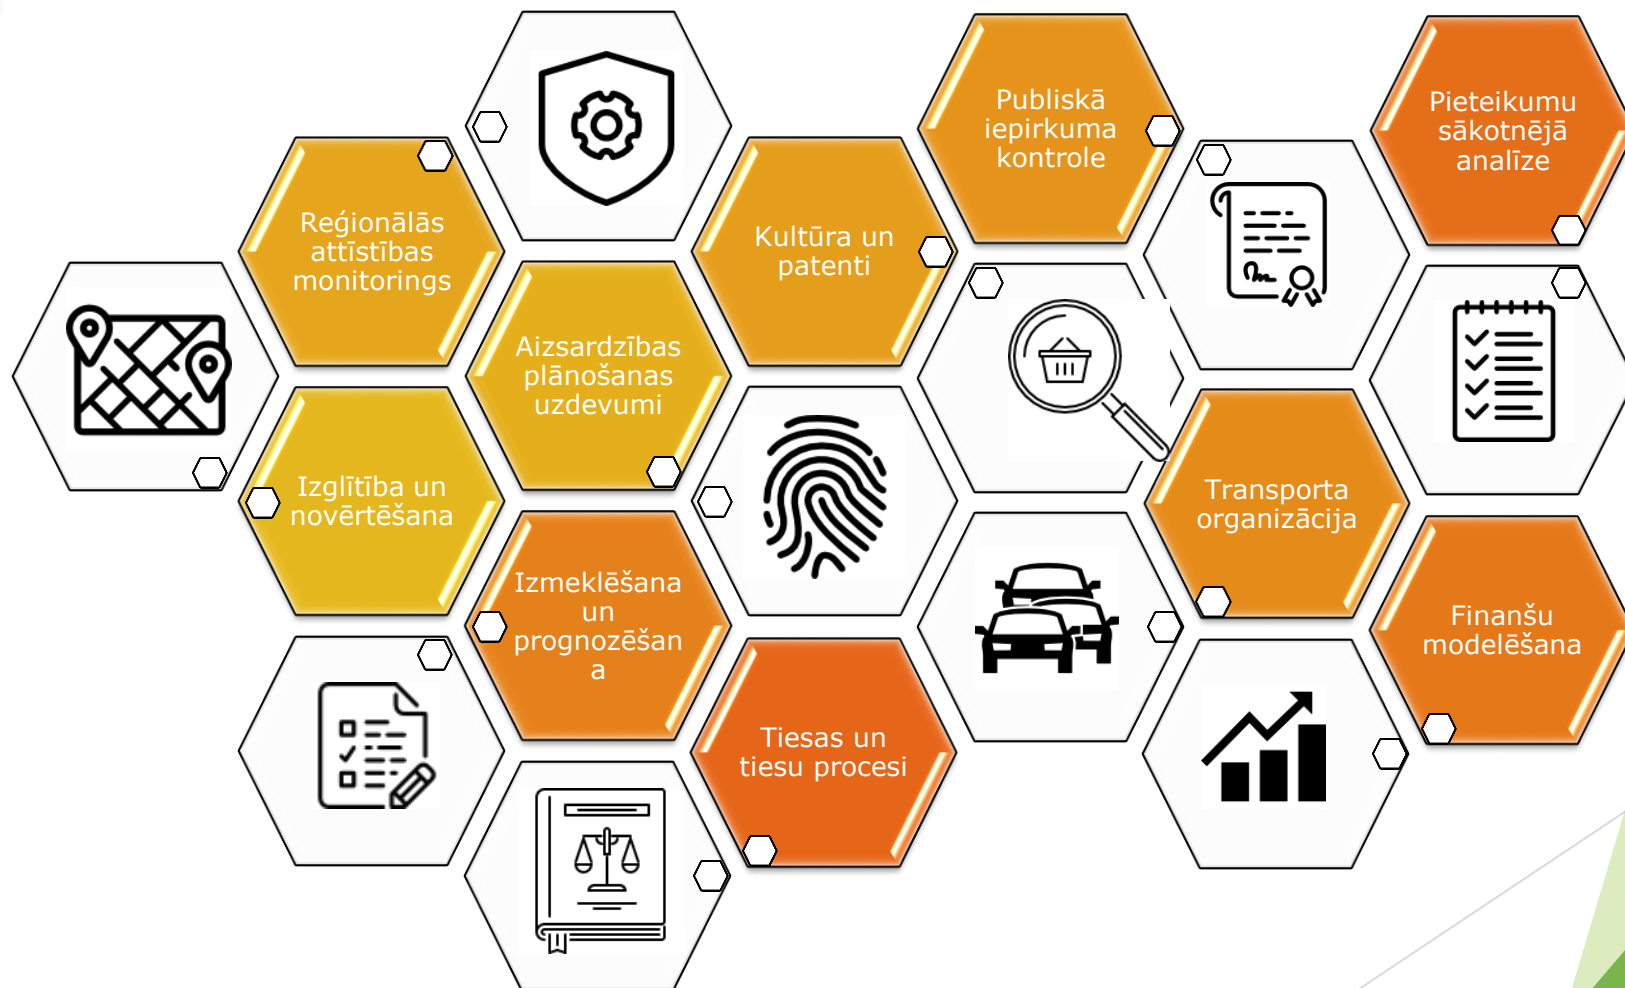 Publiskā
iepirkuma
kontrole
Pieteikumu
sākotnējā
analīze
Reģionālās
attīstības
monitorings
Kultūra un
patenti
Aizsardzības
plānošanas
uzdevumi
Izglītība un
novērtēšana
Transporta
organizācija
Izmeklēšana
un
prognozēšan
a
Finanšu
modelēšana
Tiesas un
tiesu procesi